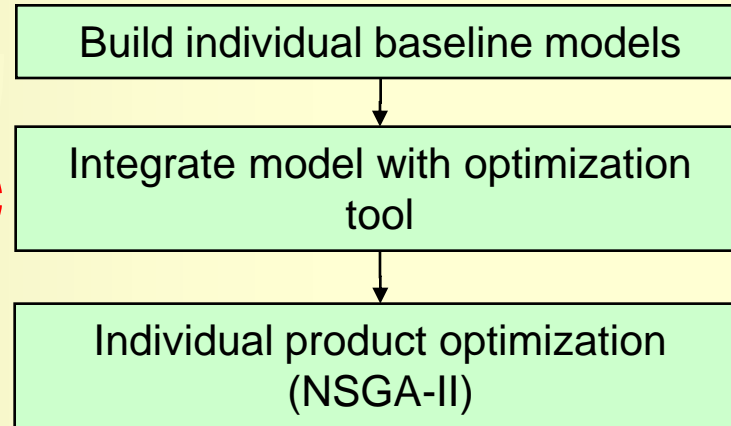 Build individual baseline models
Integrate model with optimization
tool
Individual product optimization
(NSGA-II)